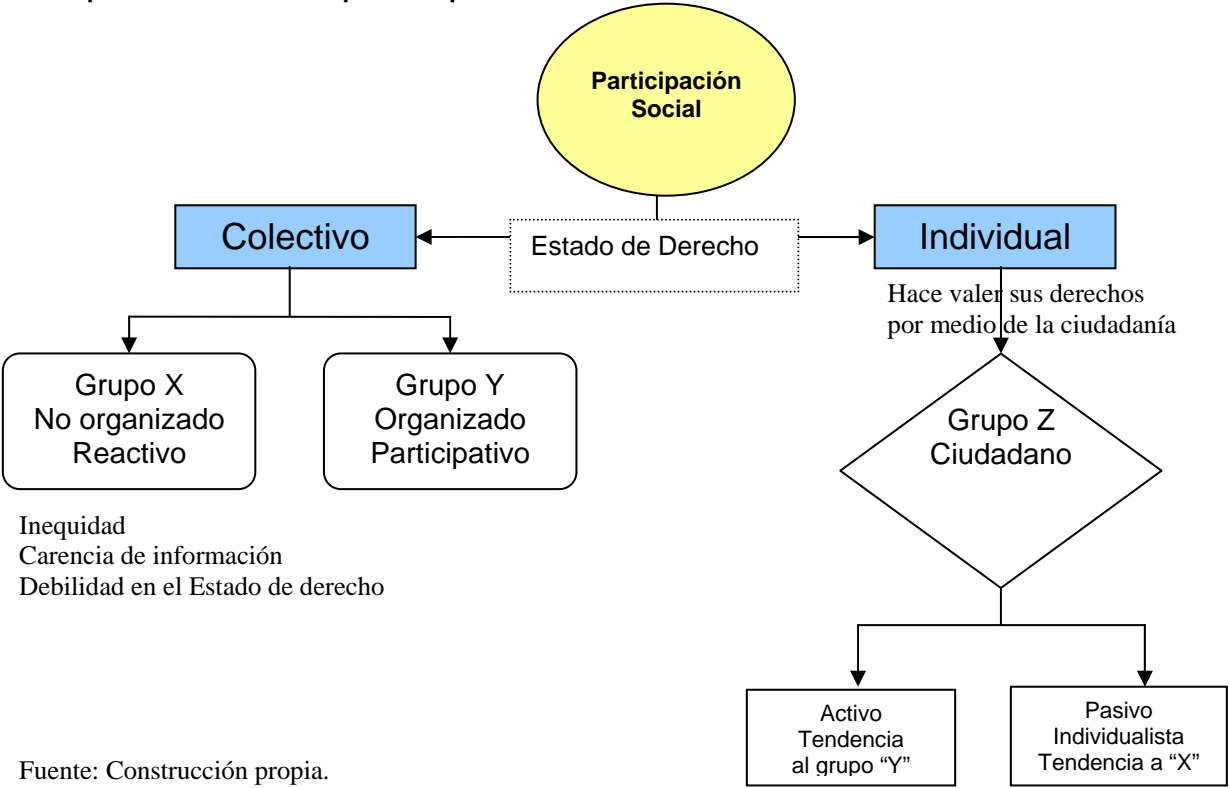 Participación
Social
Colectivo
Estado de Derecho
Individual
Hace valer sus derechos
por medio de la ciudadanía
Grupo X
No organizado
Reactivo
Grupo Y
Organizado
Participativo
Grupo Z
Ciudadano
Inequidad
Carencia de información
Debilidad en el Estado de derecho
Activo
Tendencia
al grupo “Y”
Pasivo
Individualista
Tendencia a “X”
Fuente: Construcción propia.